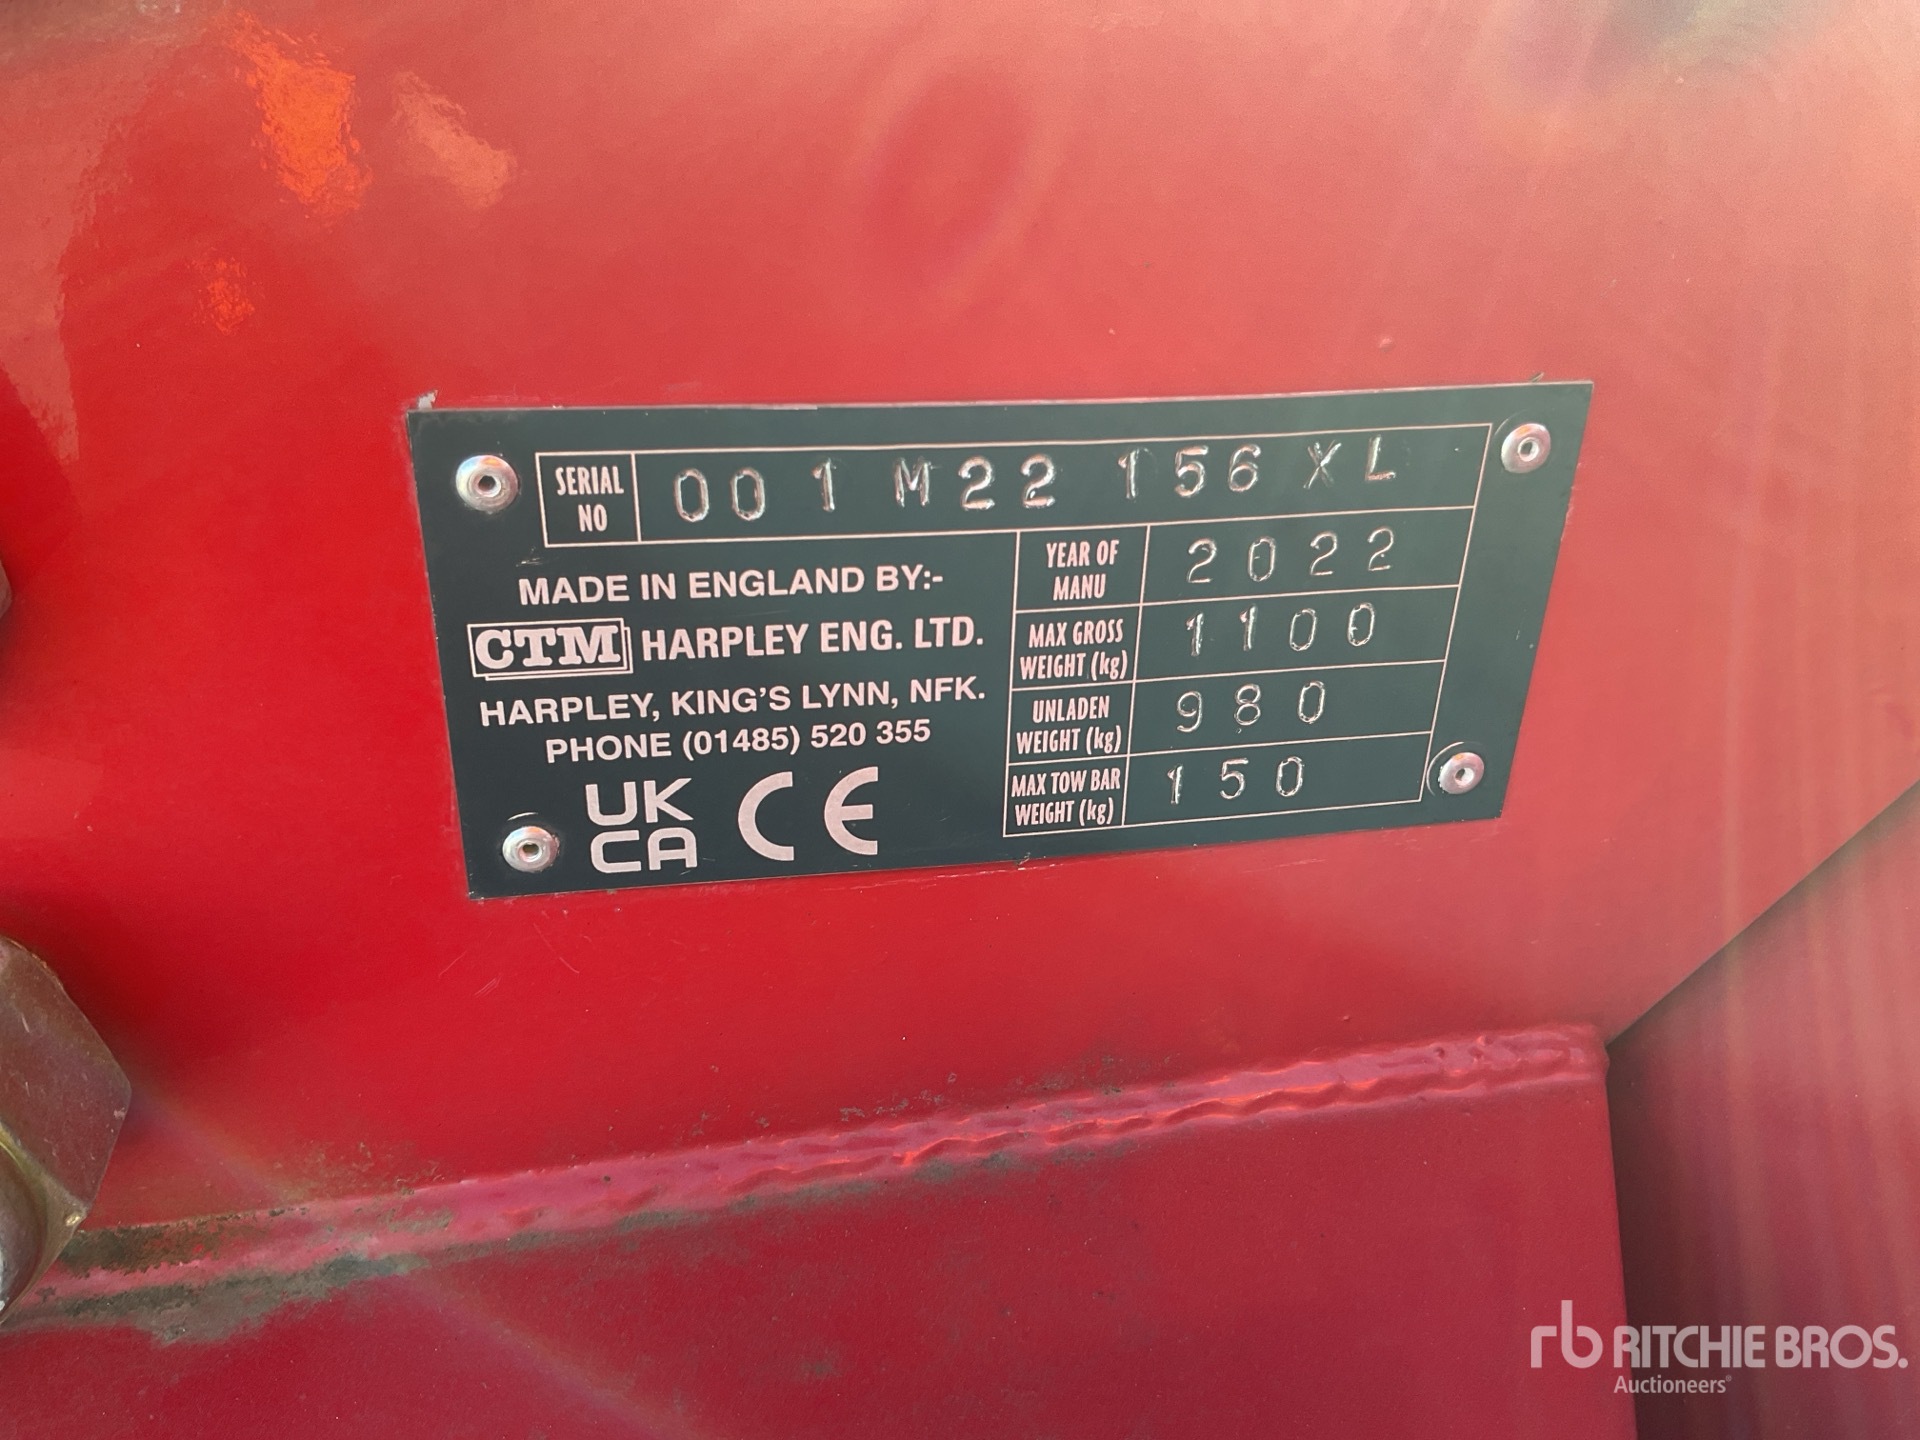 SERIAL NO 001 M22 156 XL
MADE IN ENGLAND BY:-
CTM HARPLEY ENG. LTD.
HARPLEY, KING'S LYNN, NFK.
PHONE (01485) 520 355
UK
CA CE
YEAR OF MANU 2022
MAX GROSS WEIGHT (kg) 1100
UNLADEN WEIGHT (kg) 980
MAX TOW BAR WEIGHT (kg) 150
rb RITCHIE BROS.
Auctioneers®